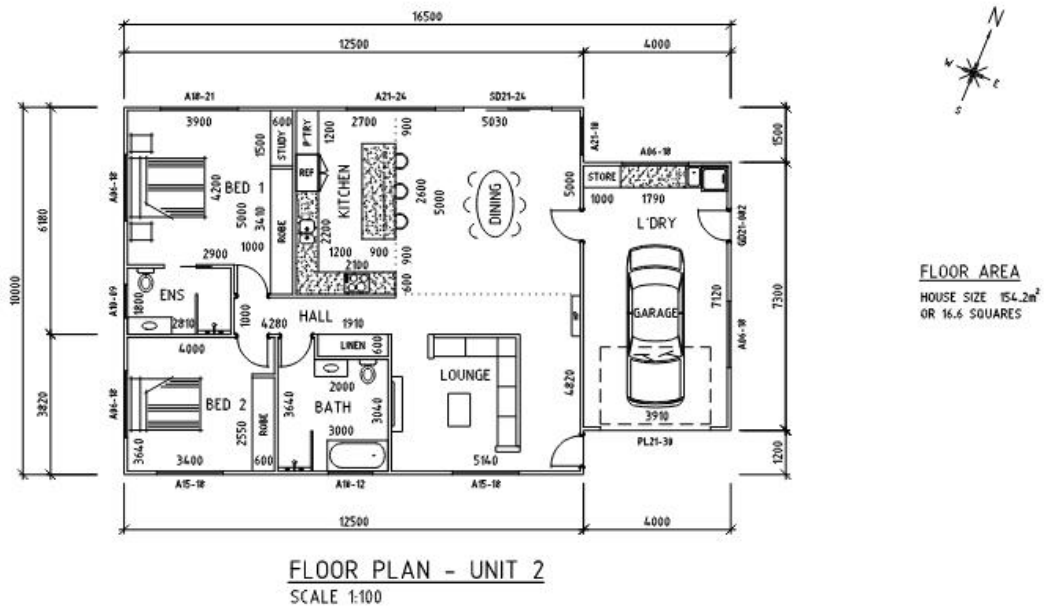 16500
12500 4000
N
W E
S
A18-21 A21-24 SD21-24
3900 600 2700 5030
STUDY P'TRY
1500 1200 900
A21-18
1500
A06-18
REF
STORE
1000 1790
A06-18
4200 BED 1
KITCHEN
2600
5000
DINING
5000
L'DRY
6180
5000
3410
ROBE
2200
GD21-082
1200 900
2900 1000 2100
900
600
10000
FLOOR AREA
HOUSE SIZE 154.2m²
OR 16.6 SQUARES
A10-09
1800
ENS
2810
1000
HALL
4280 1910
GARAGE
7120
7300
A06-18
4000
LINEN 600
LOUNGE
4820
3820
A06-18
BED 2
2000
3640
BATH
3040
3910
3640
2550
ROBE
3000
PL21-30
3400 600 5140
1200
A15-18 A10-12 A15-18
12500 4000
FLOOR PLAN - UNIT 2
SCALE 1:100